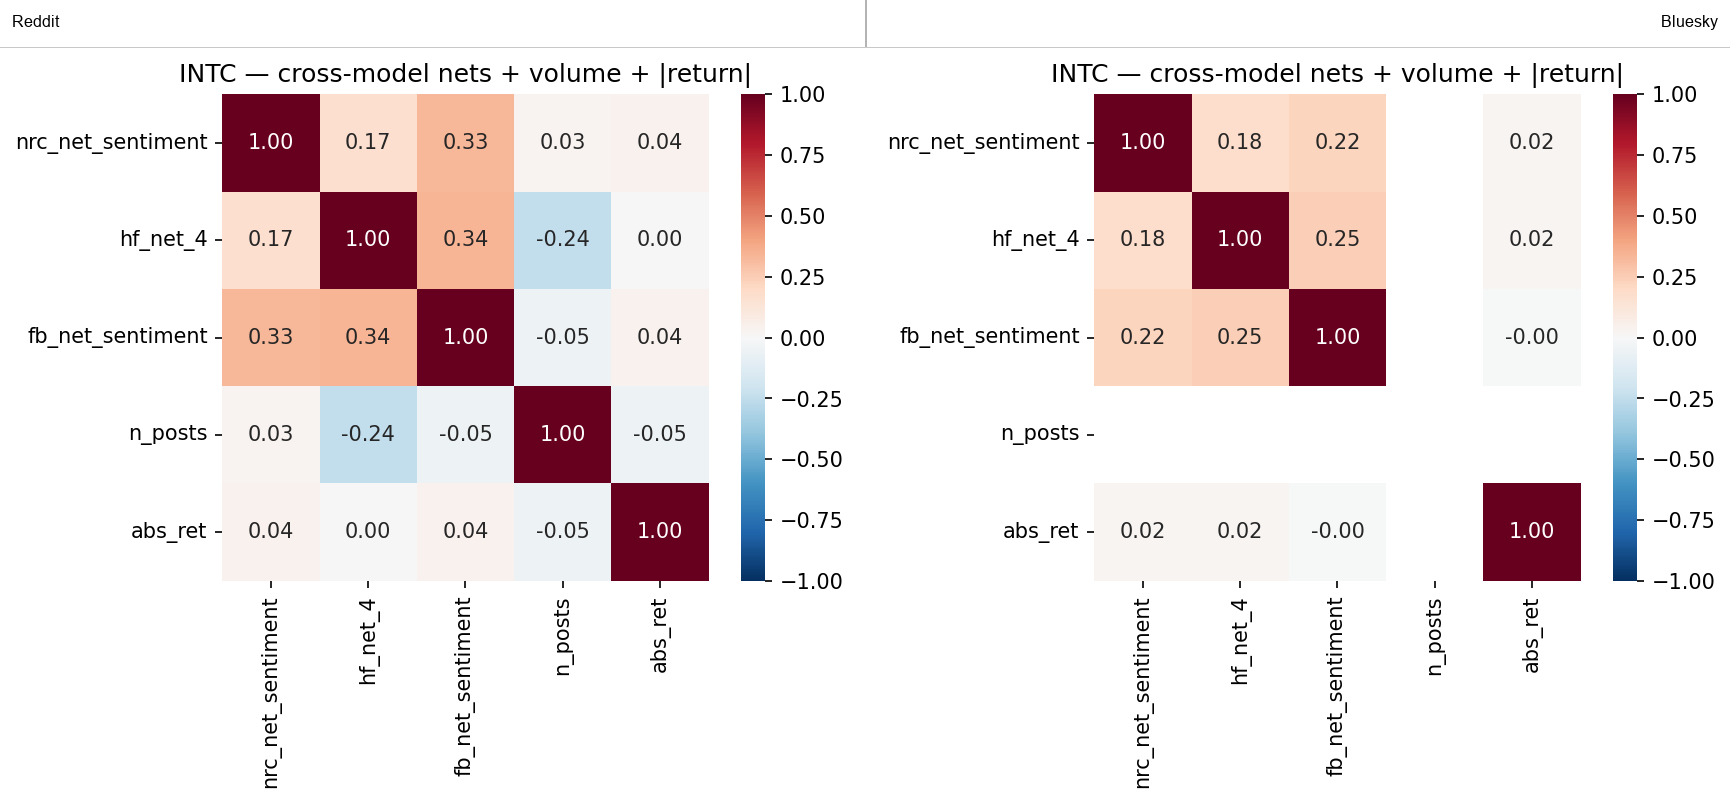 Reddit
Bluesky
INTC — cross-model nets + volume + |return|
nrc_net_sentiment 1.00 0.17 0.33 0.03 0.04
hf_net_4 0.17 1.00 0.34 -0.24 0.00
fb_net_sentiment 0.33 0.34 1.00 -0.05 0.04
n_posts 0.03 -0.24 -0.05 1.00 -0.05
abs_ret 0.04 0.00 0.04 -0.05 1.00
nrc_net_sentiment
hf_net_4
fb_net_sentiment
n_posts
abs_ret
1.00
0.75
0.50
0.25
0.00
−0.25
−0.50
−0.75
−1.00
INTC — cross-model nets + volume + |return|
nrc_net_sentiment 1.00 0.18 0.22 0.02
hf_net_4 0.18 1.00 0.25 0.02
fb_net_sentiment 0.22 0.25 1.00 -0.00
n_posts
abs_ret 0.02 0.02 -0.00 1.00
nrc_net_sentiment
hf_net_4
fb_net_sentiment
n_posts
abs_ret
1.00
0.75
0.50
0.25
0.00
−0.25
−0.50
−0.75
−1.00